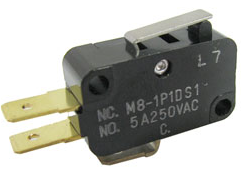 L7
NC. M8-1P1DS1
NO. 5A250VAC
C.